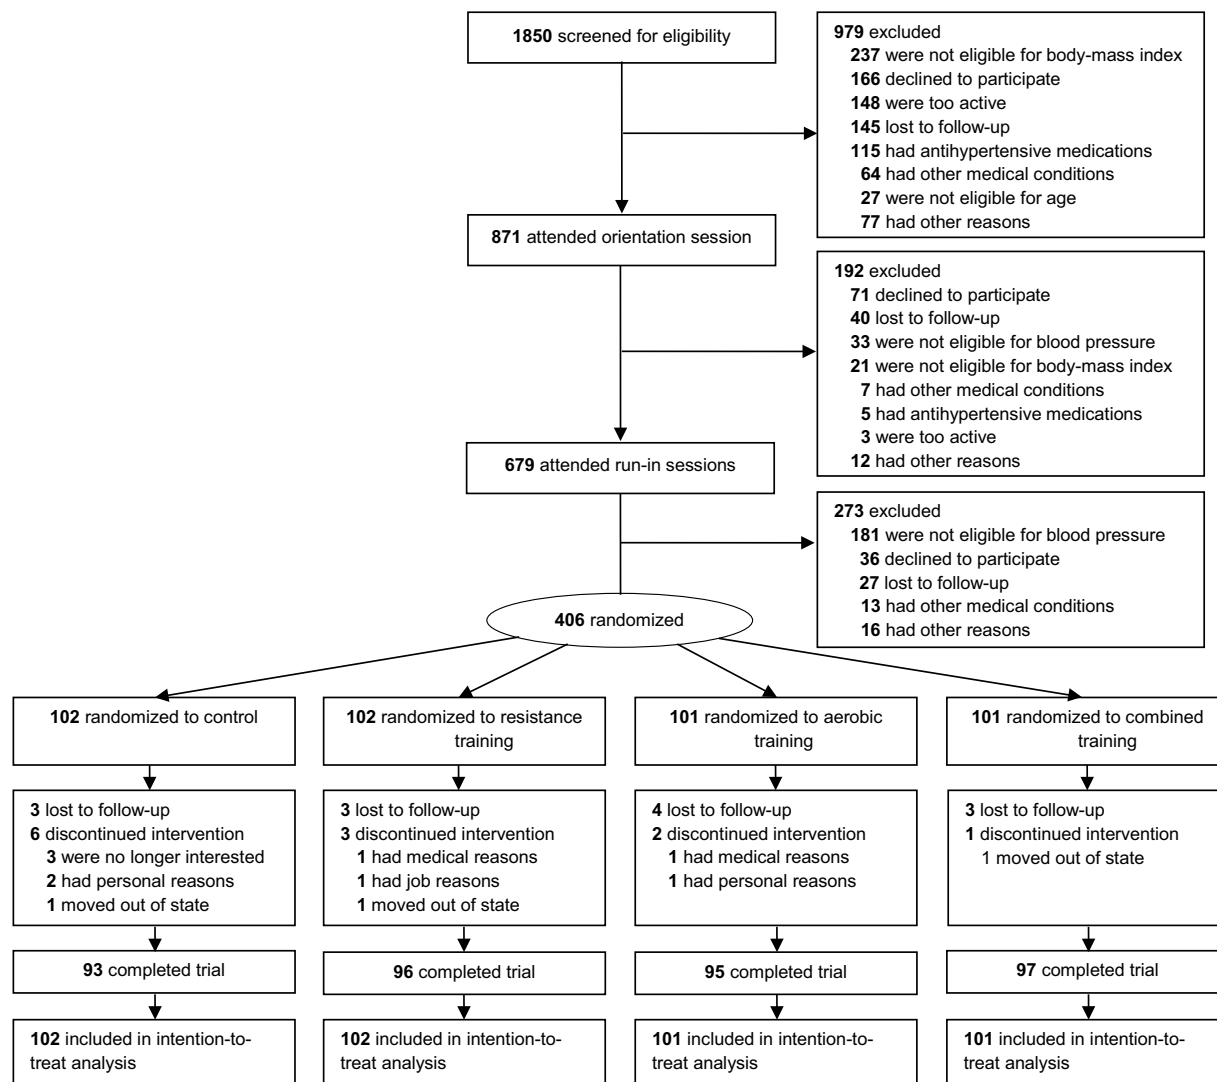 1850 screened for eligibility
979 excluded
237 were not eligible for body-mass index
166 declined to participate
148 were too active
145 lost to follow-up
115 had antihypertensive medications
64 had other medical conditions
27 were not eligible for age
77 had other reasons
871 attended orientation session
192 excluded
71 declined to participate
40 lost to follow-up
33 were not eligible for blood pressure
21 were not eligible for body-mass index
7 had other medical conditions
5 had antihypertensive medications
3 were too active
12 had other reasons
679 attended run-in sessions
273 excluded
181 were not eligible for blood pressure
36 declined to participate
27 lost to follow-up
13 had other medical conditions
16 had other reasons
406 randomized
102 randomized to control
102 randomized to resistance
training
101 randomized to aerobic
training
101 randomized to combined
training
3 lost to follow-up
6 discontinued intervention
3 were no longer interested
2 had personal reasons
1 moved out of state
3 lost to follow-up
3 discontinued intervention
1 had medical reasons
1 had job reasons
1 moved out of state
4 lost to follow-up
2 discontinued intervention
1 had medical reasons
1 had personal reasons
3 lost to follow-up
1 discontinued intervention
1 moved out of state
93 completed trial
96 completed trial
95 completed trial
97 completed trial
102 included in intention-to-
treat analysis
102 included in intention-to-
treat analysis
101 included in intention-to-
treat analysis
101 included in intention-to-
treat analysis